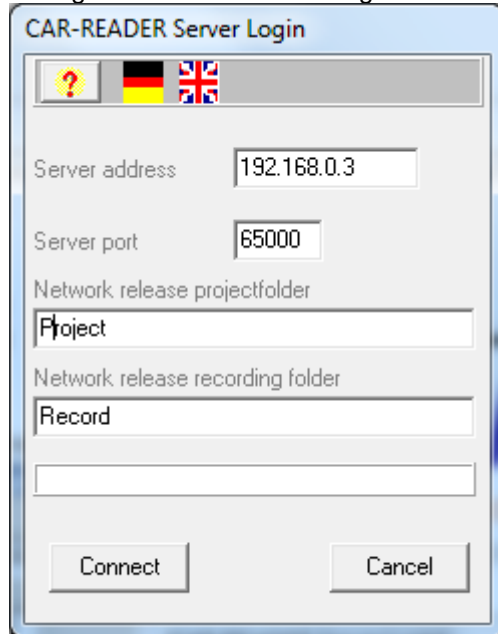 CAR-READER Server Login
?
Server address 192.168.0.3
Server port 65000
Network release projectfolder
Project
Network release recording folder
Record
Connect Cancel